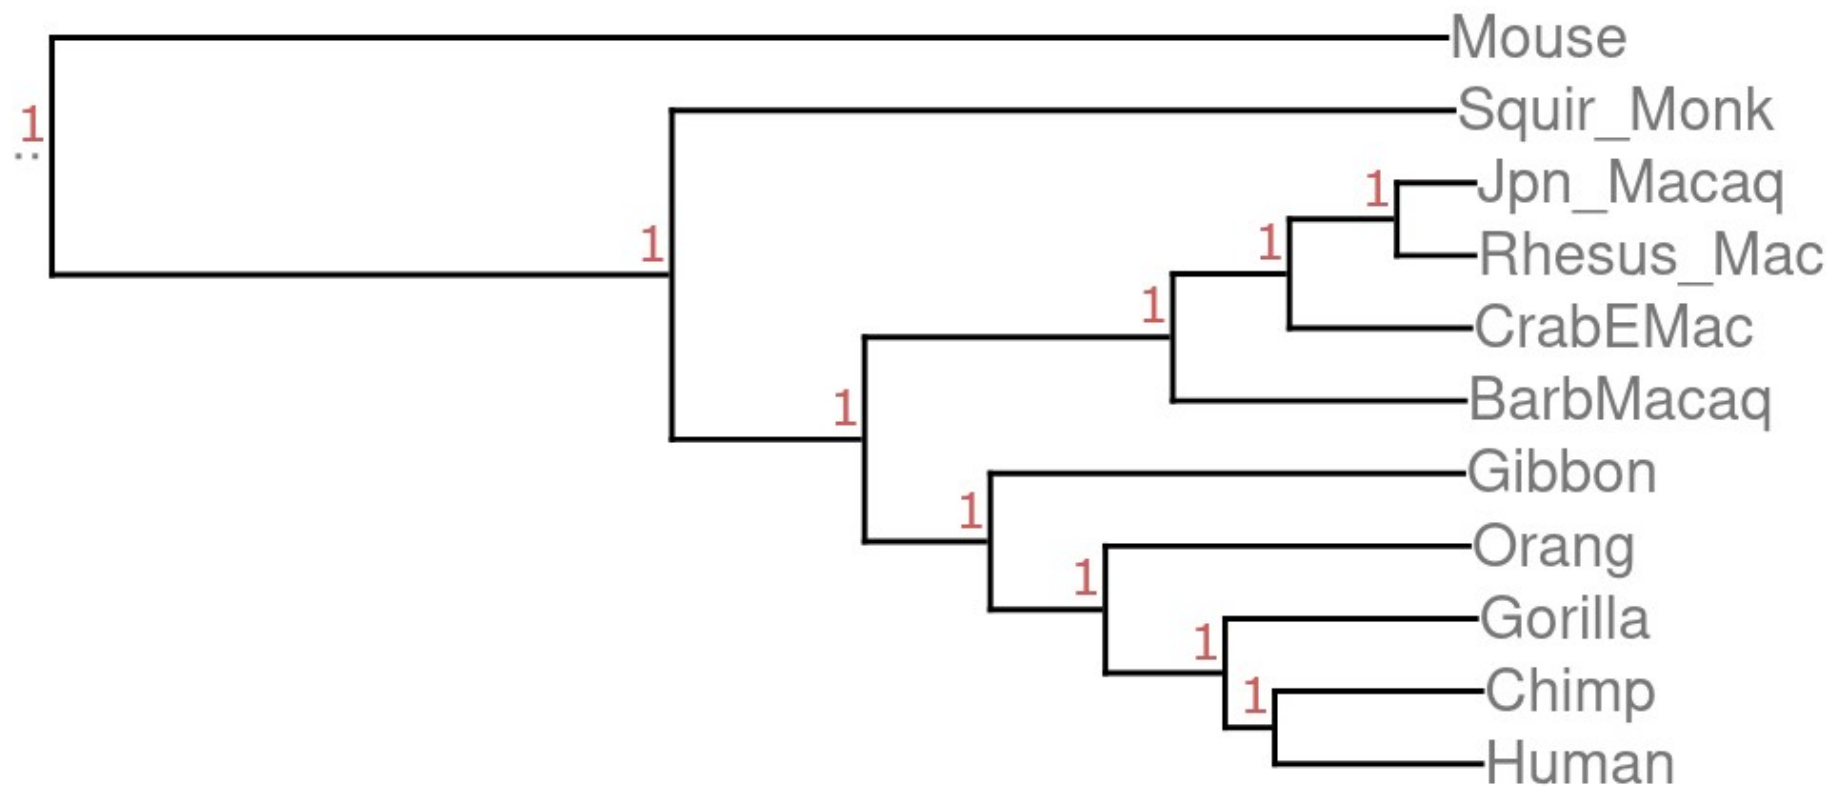 Mouse
1
Squir_Monk
Jpn_Macaq
1
1
1
Rhesus_Mac
1
CrabEMac
BarbMacaq
1
Gibbon
1
Orang
1
Gorilla
1
Chimp
1
Human